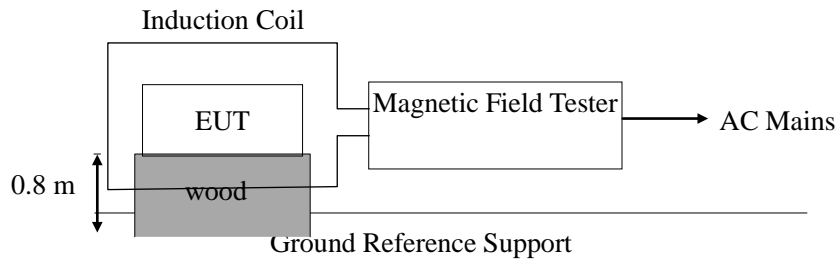 Induction Coil
Magnetic Field Tester
EUT
AC Mains
0.8 m
wood
Ground Reference Support